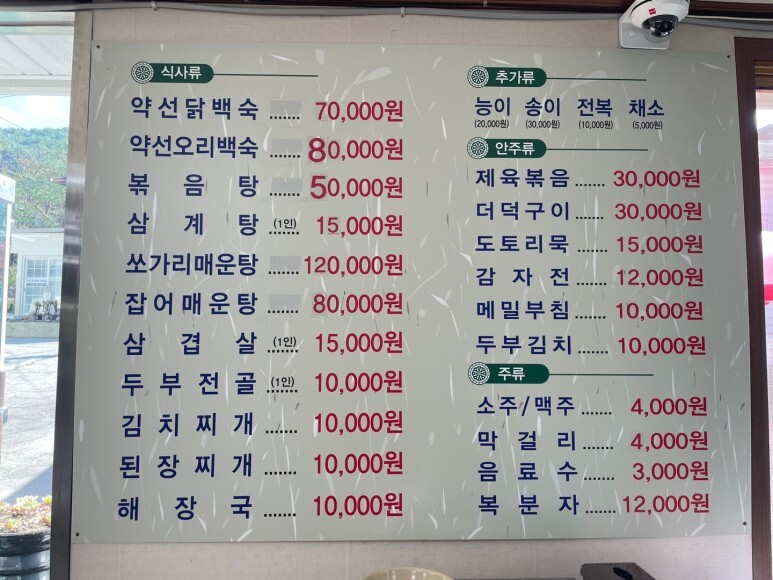 식사류
약선닭백숙 ....... 70,000원
약선오리백숙 ....... 80,000원
볶음탕 ....... 50,000원
삼계탕 (1인) 15,000원
쏘가리매운탕 ....... 120,000원
잡어매운탕 ....... 80,000원
삼겹살 (1인) 15,000원
두부전골 (1인) 10,000원
김치찌개 ....... 10,000원
된장찌개 ....... 10,000원
해장국 ....... 10,000원
추가류
능이 송이 전복 채소
(20,000원) (30,000원) (10,000원) (5,000원)
안주류
제육볶음 ....... 30,000원
더덕구이 ....... 30,000원
도토리묵 ....... 15,000원
감자전 ....... 12,000원
메밀부침 ....... 10,000원
두부김치 ....... 10,000원
주류
소주/맥주 ....... 4,000원
막걸리 ....... 4,000원
음료수 ....... 3,000원
복분자 ....... 12,000원